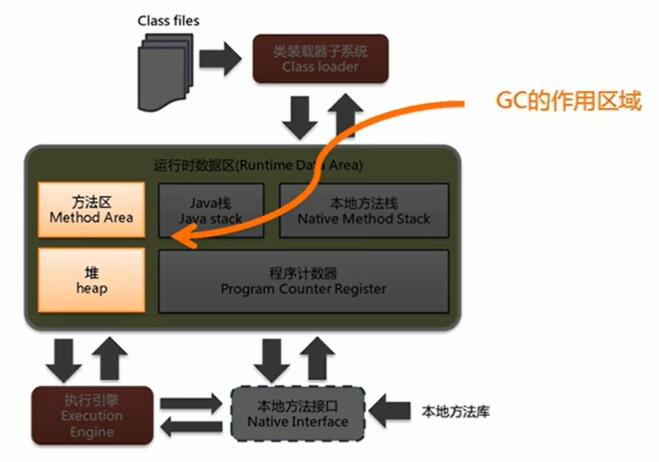 Class files
类装载器子系统
Class loader
GC的作用区域
运行时数据区(Runtime Data Area)
方法区
Method Area
Java栈
Java stack
本地方法栈
Native Method Stack
堆
heap
程序计数器
Program Counter Register
执行引擎
Execution
Engine
本地方法接口
Native Interface
本地方法库